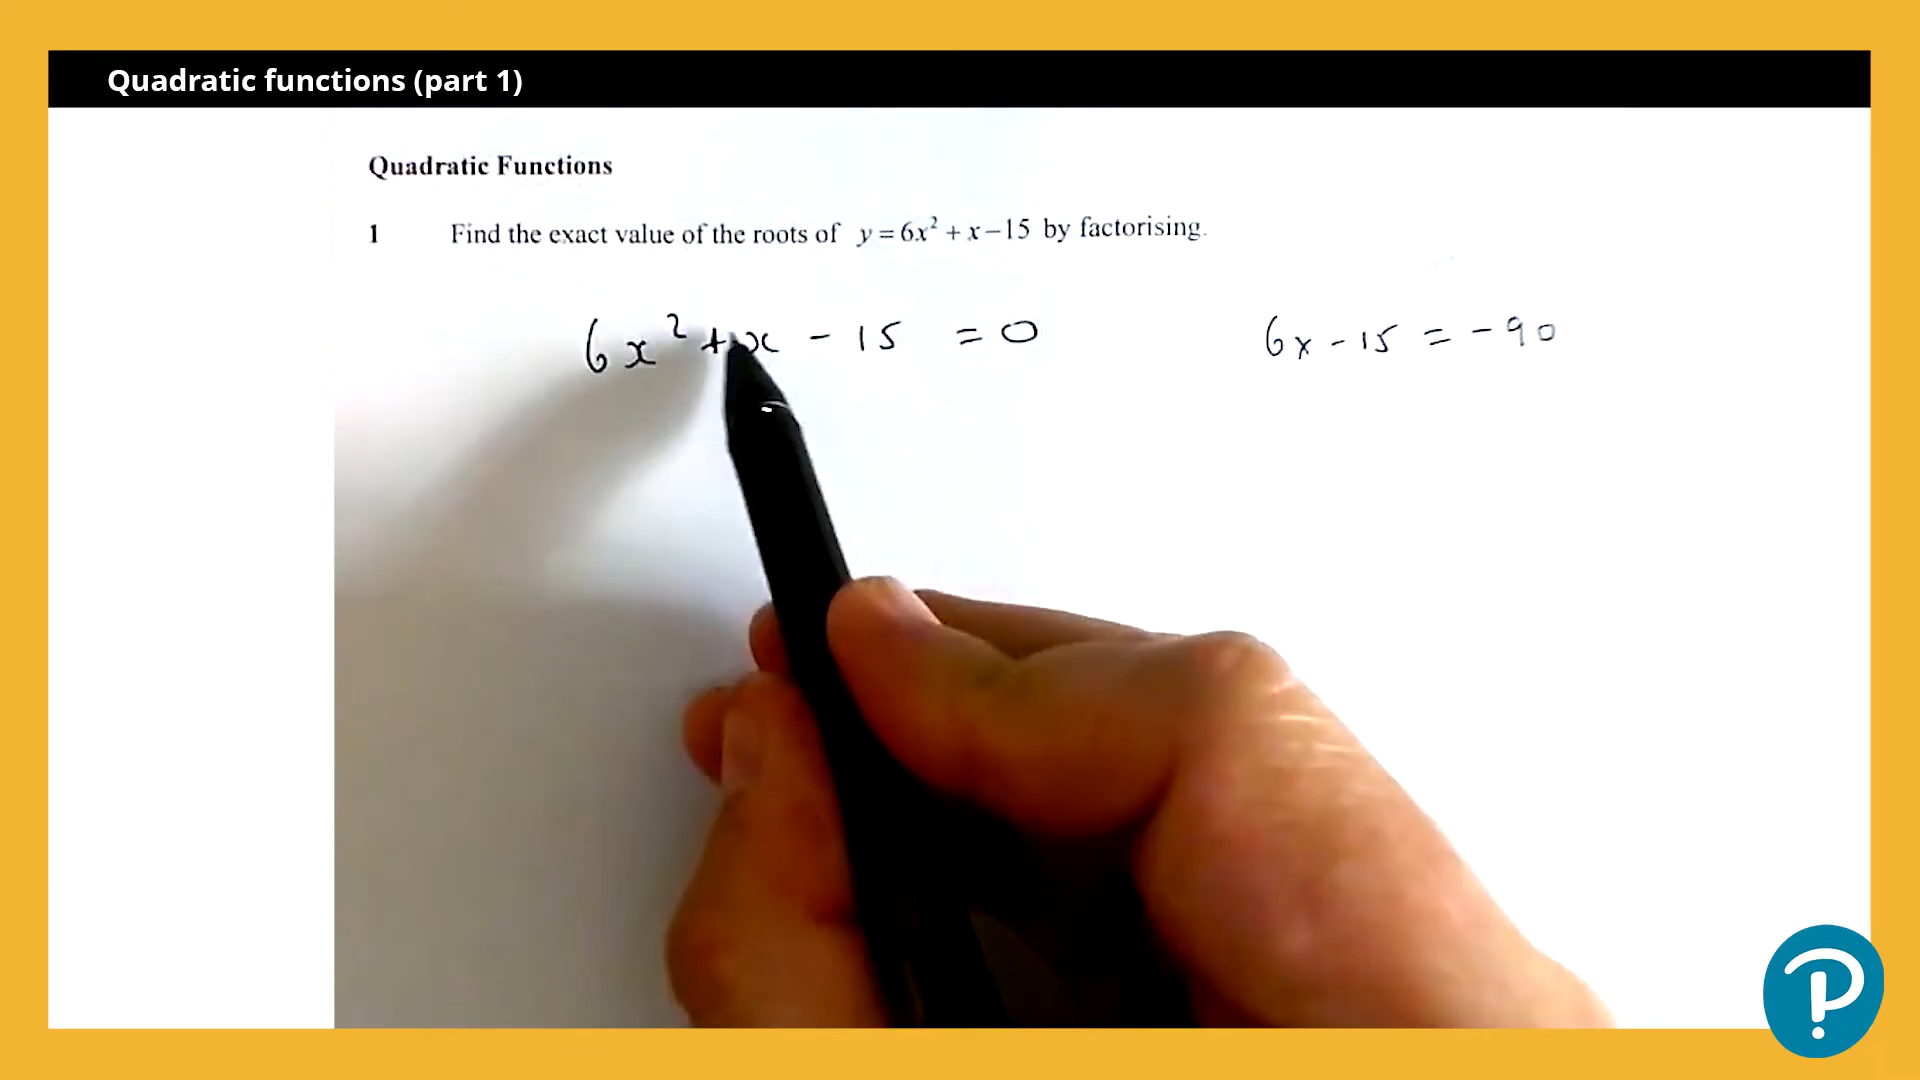 Quadratic functions (part 1)
Quadratic Functions
1 Find the exact value of the roots of y = 6x² + x − 15 by factorising.
6x² + x - 15 = 0 6 x - 15 = - 90
P